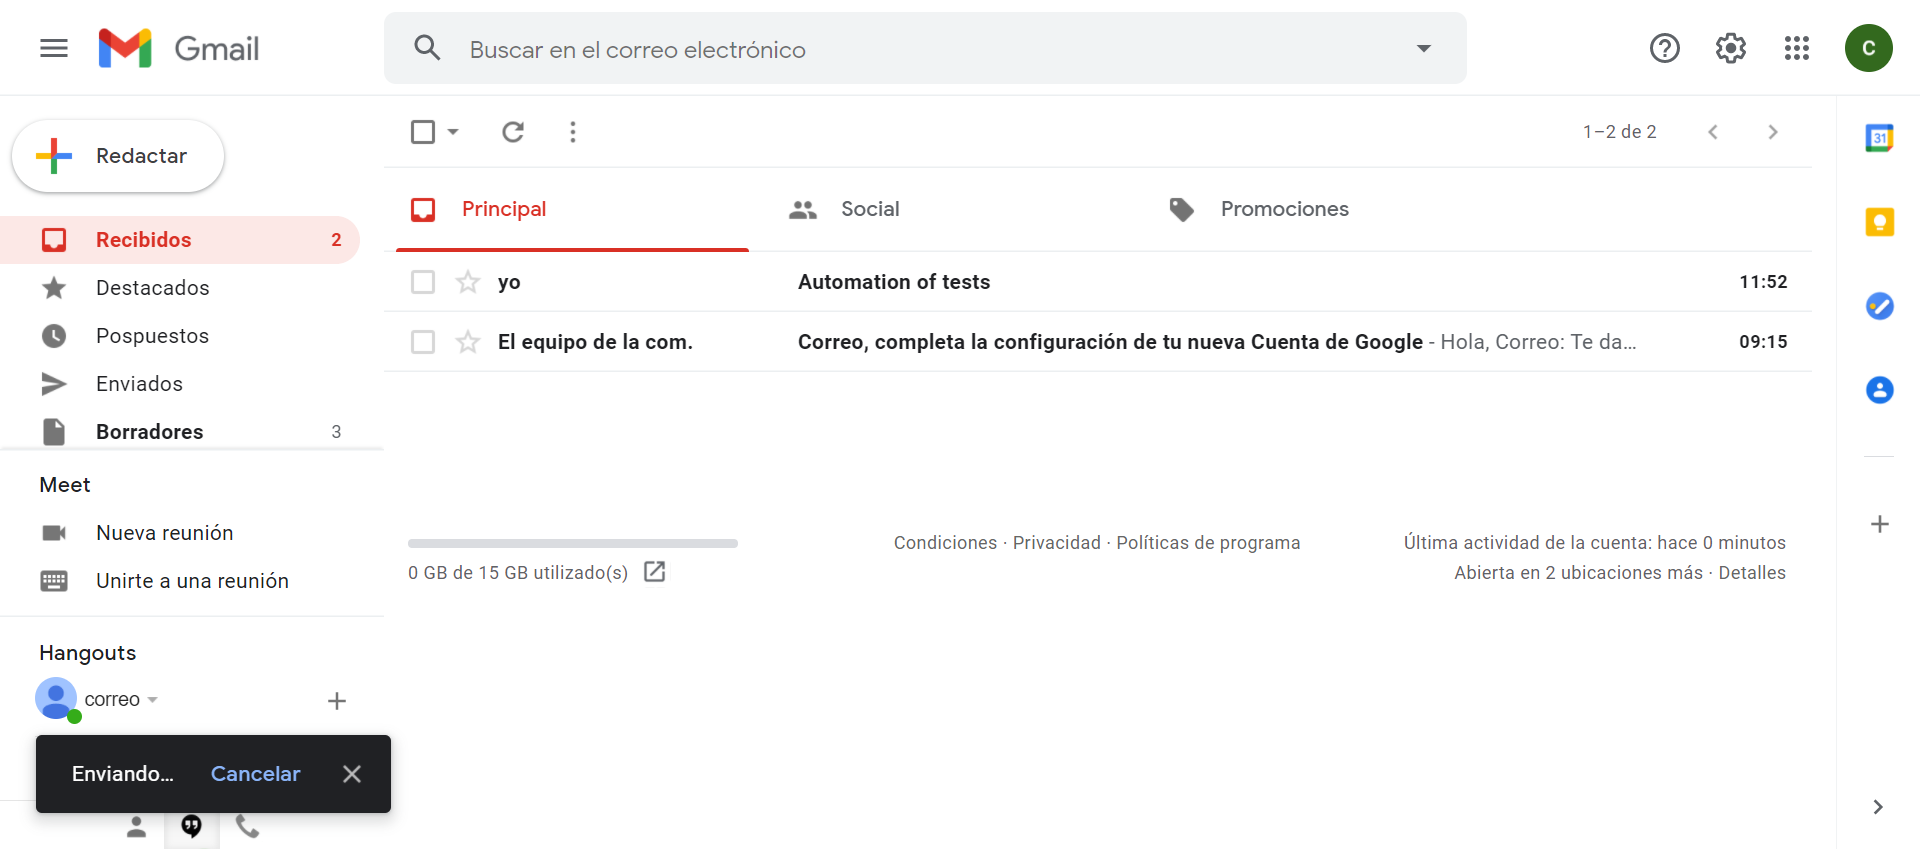 Gmail
Buscar en el correo electrónico
C
Redactar
1–2 de 2
31
Principal
Social
Promociones
Recibidos 2
Destacados
Pospuestos
Enviados
Borradores 3
yo Automation of tests 11:52
El equipo de la com. Correo, completa la configuración de tu nueva Cuenta de Google - Hola, Correo: Te da… 09:15
Meet
Nueva reunión
Unirte a una reunión
0 GB de 15 GB utilizado(s)
Condiciones · Privacidad · Políticas de programa
Última actividad de la cuenta: hace 0 minutos
Abierta en 2 ubicaciones más · Detalles
Hangouts
correo
Enviando... Cancelar